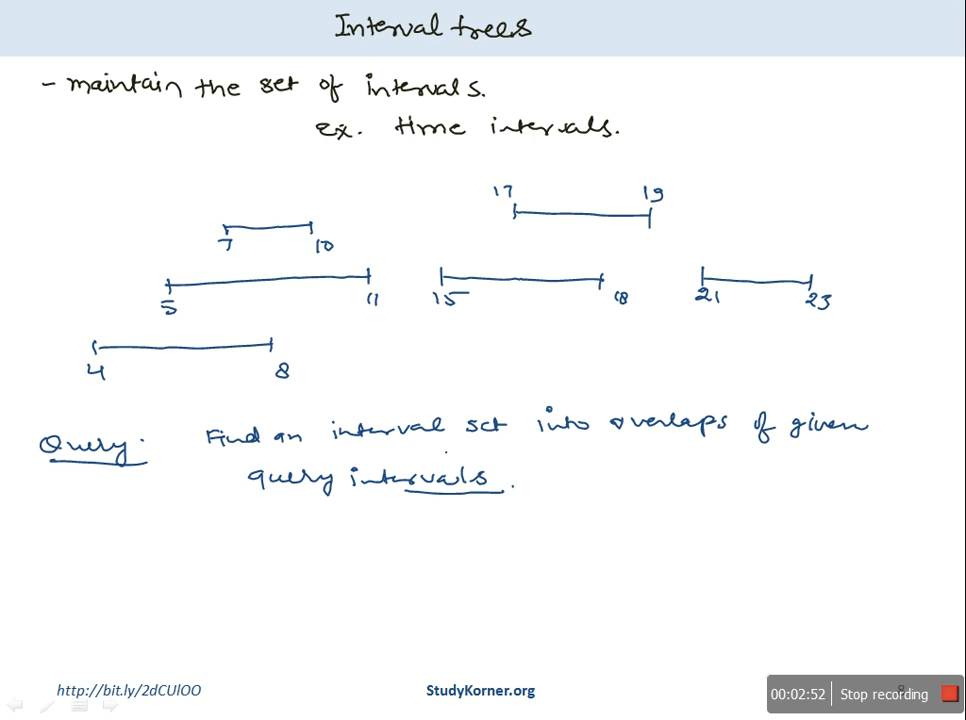 Interval trees
- maintain the set of intervals.
Ex. time intervals.
17 19
7 10
5 11 15 18 21 23
4 8
Query: Find an interval set into overlaps of given
query intervals.
http://bit.ly/2dCUlOO StudyKorner.org 8
00:02:52 Stop recording